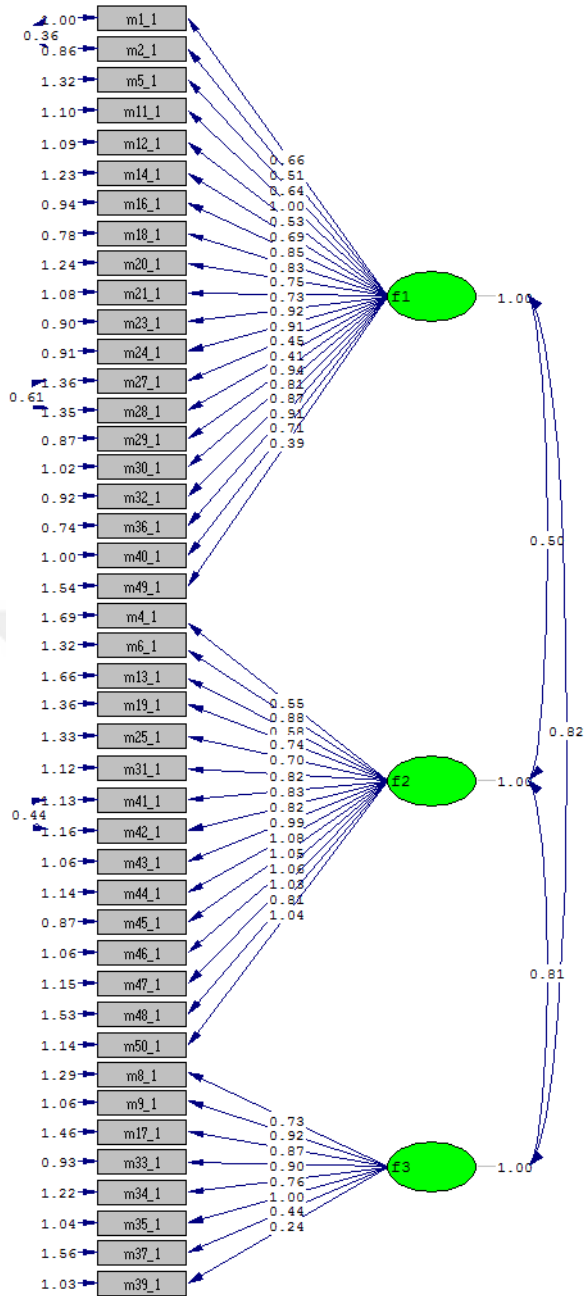 1.00 m1_1
0.36
0.86 m2_1
1.32 m5_1
1.10 m11_1
1.09 m12_1
1.23 m14_1
0.94 m16_1
0.78 m18_1
1.24 m20_1
1.08 m21_1
0.90 m23_1
0.91 m24_1
1.36 m27_1
0.61
1.35 m28_1
0.87 m29_1
1.02 m30_1
0.92 m32_1
0.74 m36_1
1.00 m40_1
1.54 m49_1
1.69 m4_1
1.32 m6_1
1.66 m13_1
1.36 m19_1
1.33 m25_1
1.12 m31_1
1.13 m41_1
0.44
1.16 m42_1
1.06 m43_1
1.14 m44_1
0.87 m45_1
1.06 m46_1
1.15 m47_1
1.53 m48_1
1.14 m50_1
1.29 m8_1
1.06 m9_1
1.46 m17_1
0.93 m33_1
1.22 m34_1
1.04 m35_1
1.56 m37_1
1.03 m39_1
0.66
0.51
0.64
1.00
0.53
0.69
0.85
0.83
0.75
0.73
0.92
0.91
0.45
0.41
0.94
0.81
0.87
0.91
0.71
0.39
f1 1.00
0.55
0.88
0.58
0.74
0.70
0.82
0.83
0.82
0.99
1.08
1.05
1.06
1.03
0.81
1.04
f2 1.00
0.73
0.92
0.87
0.90
0.76
1.00
0.44
0.24
f3 1.00
0.50
0.82
0.81